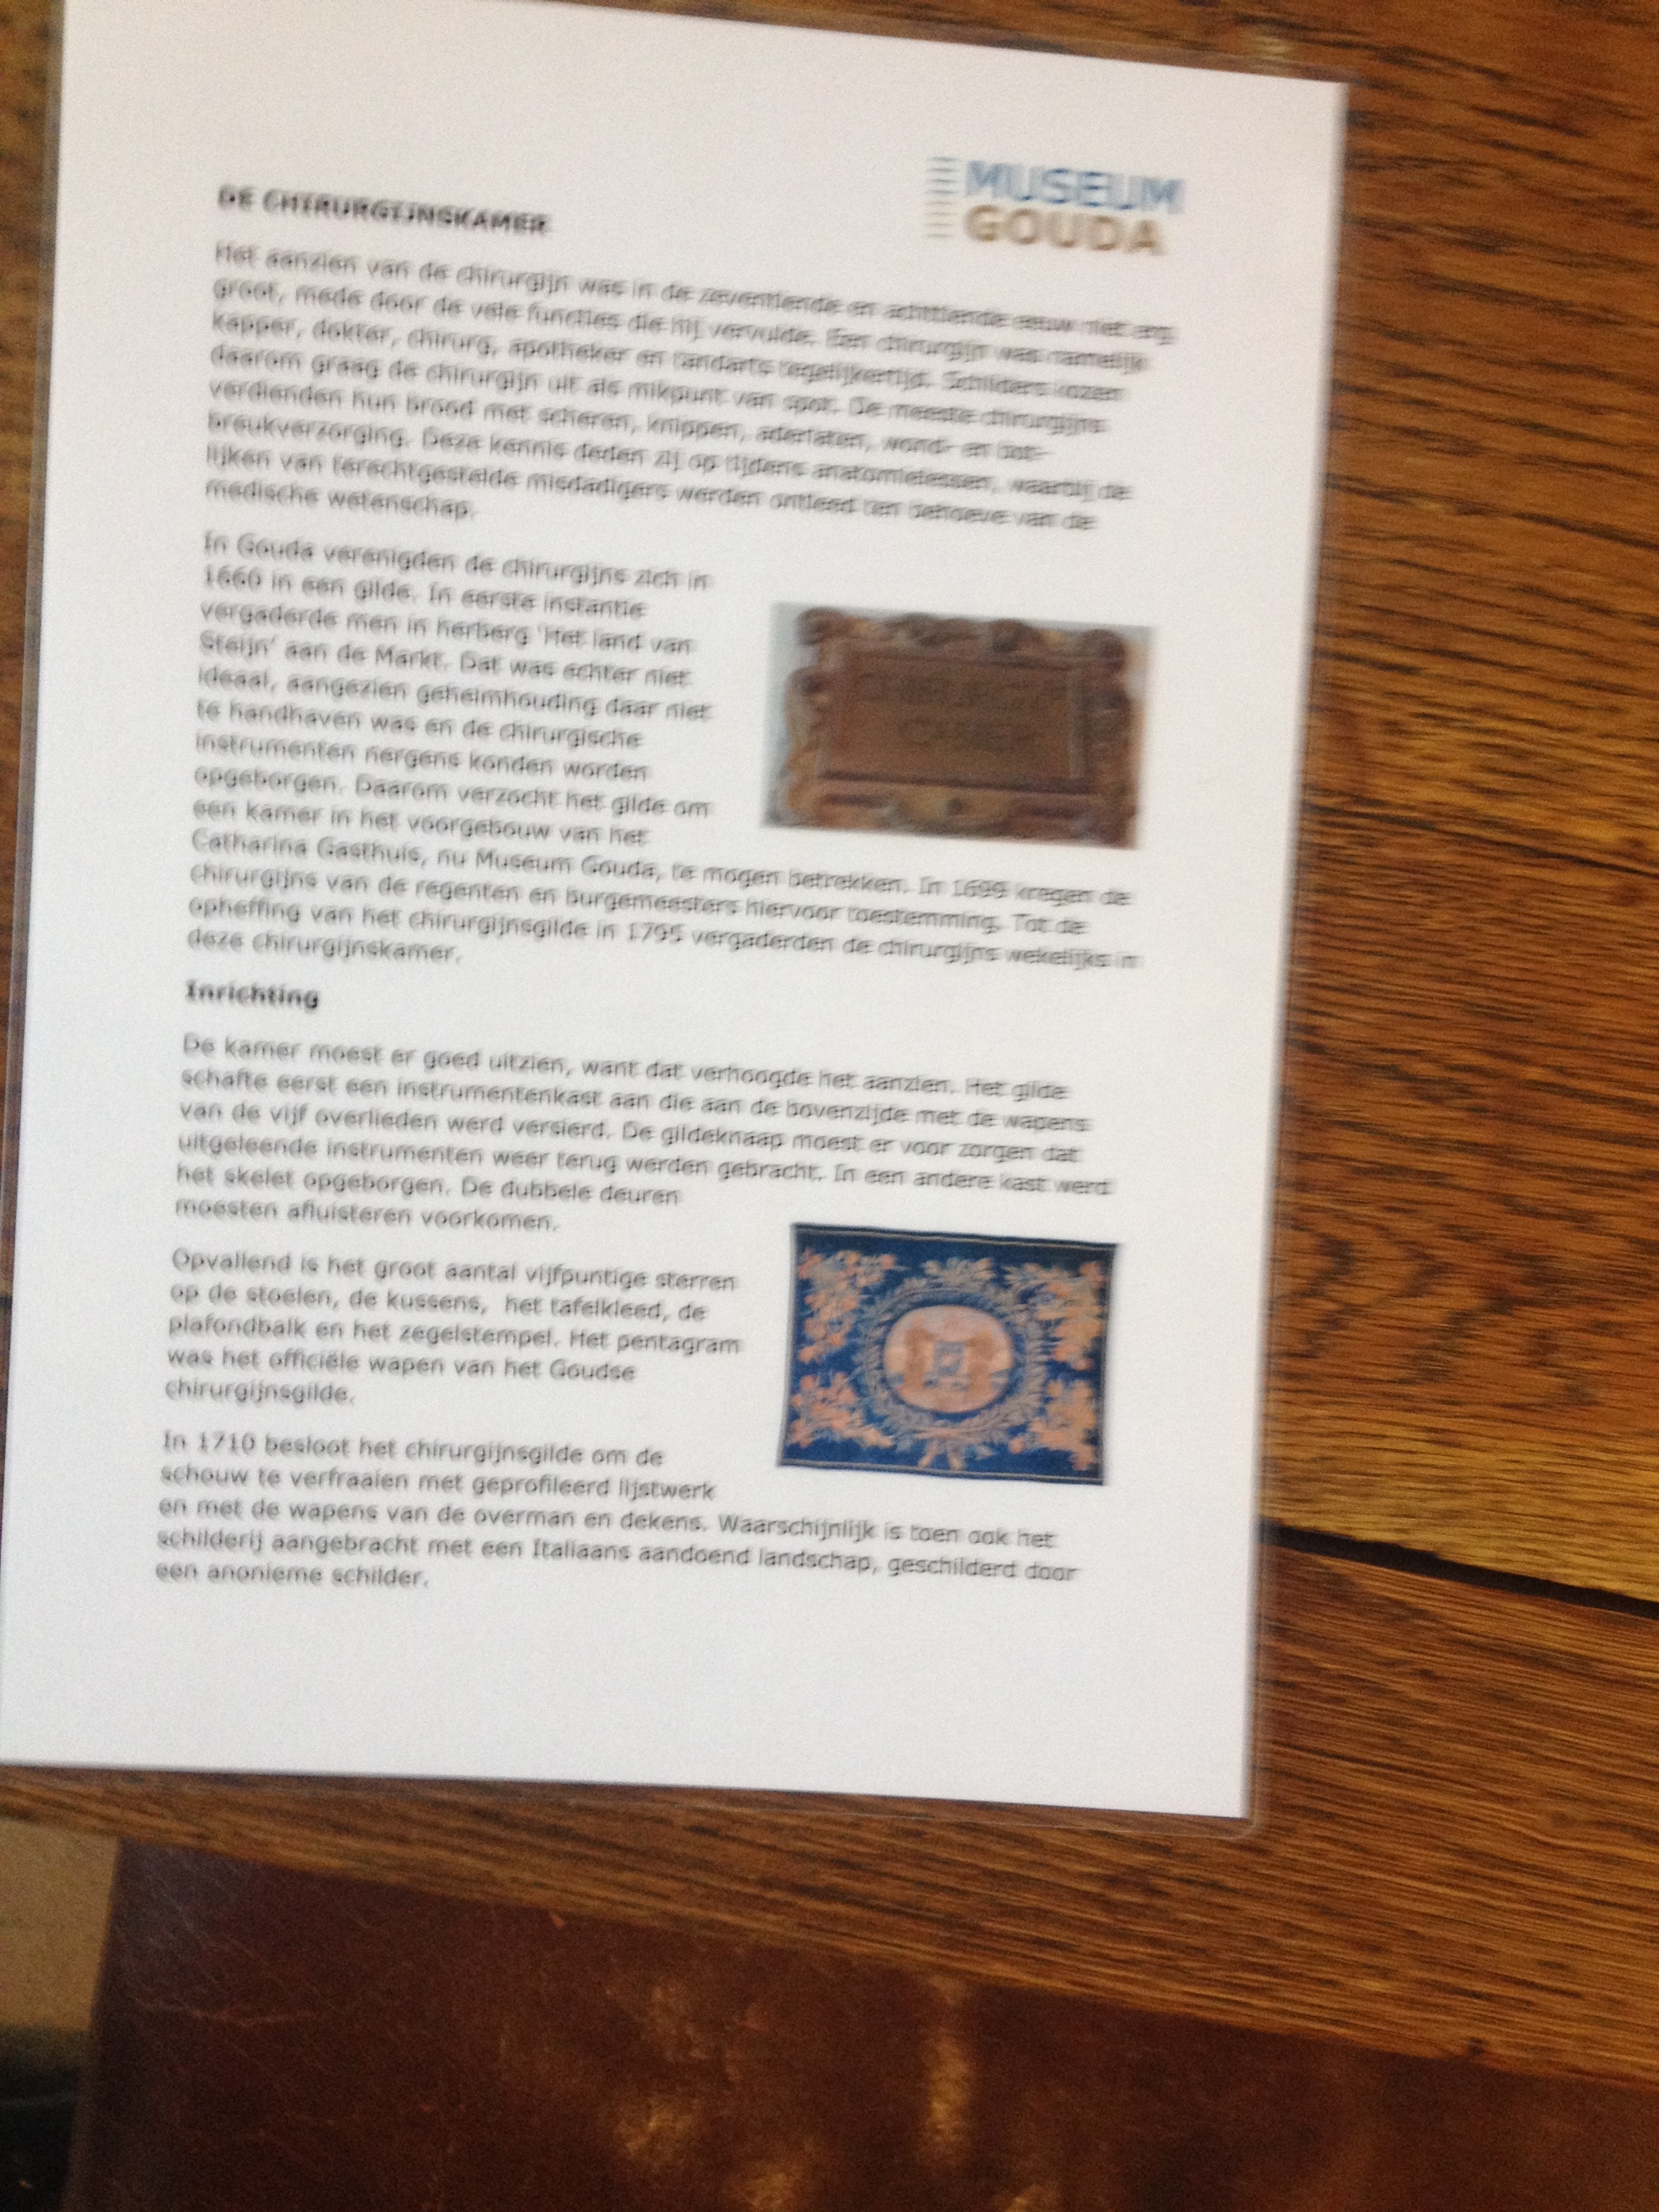 MUSEUM
GOUDA
DE CHIRURGIJNSKAMER
Het aanzien van de chirurgijn was in de zeventiende en achttiende eeuw niet erg
groot, mede door de vele functies die hij vervulde. Een chirurgijn was namelijk
kapper, dokter, chirurg, apotheker en tandarts tegelijkertijd. Schilders kozen
daarom graag de chirurgijn uit als mikpunt van spot. De meeste chirurgijns
verdienden hun brood met scheren, knippen, aderlaten, wond- en bot-
breukverzorging. Deze kennis deden zij op tijdens anatomielessen, waarbij de
lijken van terechtgestelde misdadigers werden ontleed ten behoeve van de
medische wetenschap.
In Gouda verenigden de chirurgijns zich in
1660 in een gilde. In eerste instantie
vergaderde men in herberg 'Het land van
Steijn' aan de Markt. Dat was echter niet
ideaal, aangezien geheimhouding daar niet
te handhaven was en de chirurgische
instrumenten nergens konden worden
opgeborgen. Daarom verzocht het gilde om
een kamer in het voorgebouw van het
Catharina Gasthuis, nu Museum Gouda, te mogen betrekken. In 1699 kregen de
chirurgijns van de regenten en burgemeesters hiervoor toestemming. Tot de
opheffing van het chirurgijnsgilde in 1795 vergaderden de chirurgijns wekelijks in
deze chirurgijnskamer.
Inrichting
De kamer moest er goed uitzien, want dat verhoogde het aanzien. Het gilde
schafte eerst een instrumentenkast aan die aan de bovenzijde met de wapens
van de vijf overlieden werd versierd. De gildeknaap moest er voor zorgen dat
uitgeleende instrumenten weer terug werden gebracht. In een andere kast werd
het skelet opgeborgen. De dubbele deuren
moesten afluisteren voorkomen.
Opvallend is het groot aantal vijfpuntige sterren
op de stoelen, de kussens, het tafelkleed, de
plafondbalk en het zegelstempel. Het pentagram
was het officiële wapen van het Goudse
chirurgijnsgilde.
In 1710 besloot het chirurgijnsgilde om de
schouw te verfraaien met geprofileerd lijstwerk
en met de wapens van de overman en dekens. Waarschijnlijk is toen ook het
schilderij aangebracht met een Italiaans aandoend landschap, geschilderd door
een anonieme schilder.